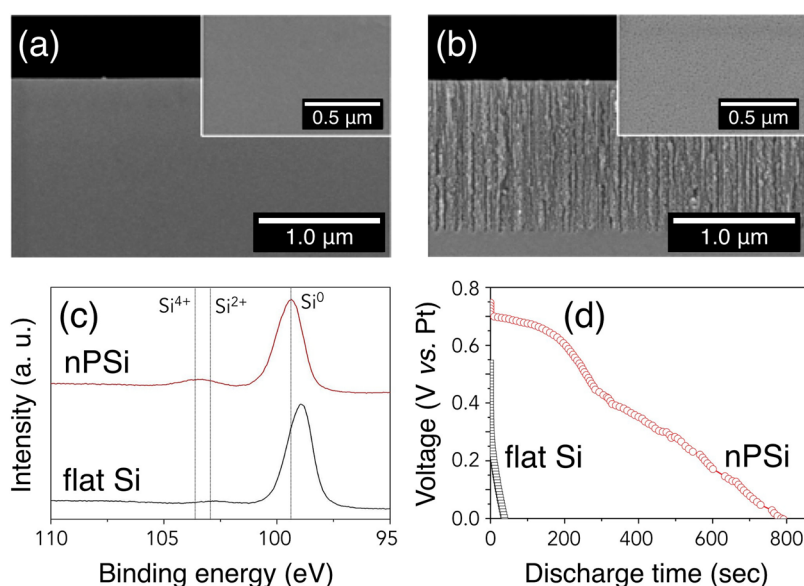 (a)
0.5 μm
1.0 μm
(b)
0.5 μm
1.0 μm
(c)
Si4+
Si2+
Si0
nPSi
flat Si
Intensity (a. u.)
110
105
100
95
Binding energy (eV)
(d)
0.8
0.6
0.4
0.2
0.0
Voltage (V vs. Pt)
flat Si
nPSi
0
200
400
600
800
Discharge time (sec)